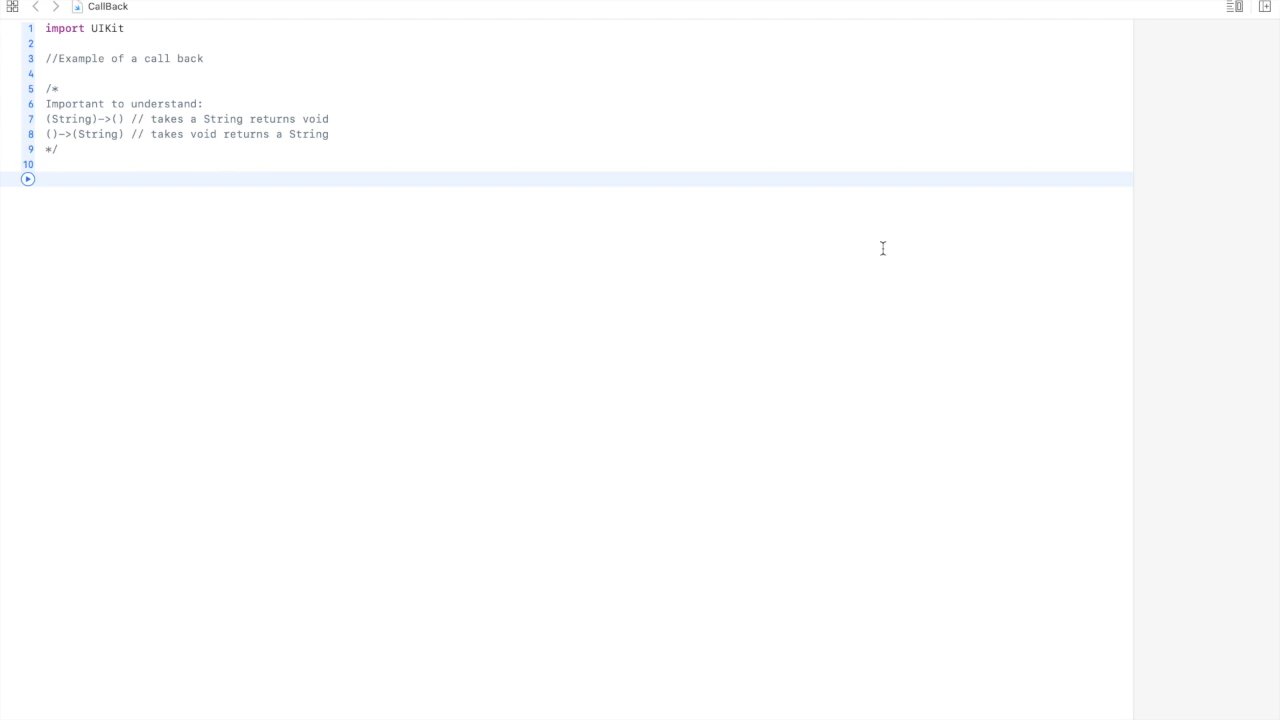 CallBack
1 import UIKit
2
3 //Example of a call back
4
5 /*
6 Important to understand:
7 (String)->() // takes a String returns void
8 ()->(String) // takes void returns a String
9 */
10